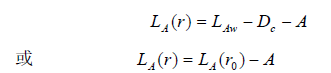 L_A(r) = L_{Aw} − D_c − A
或 L_A(r) = L_A(r_0) − A